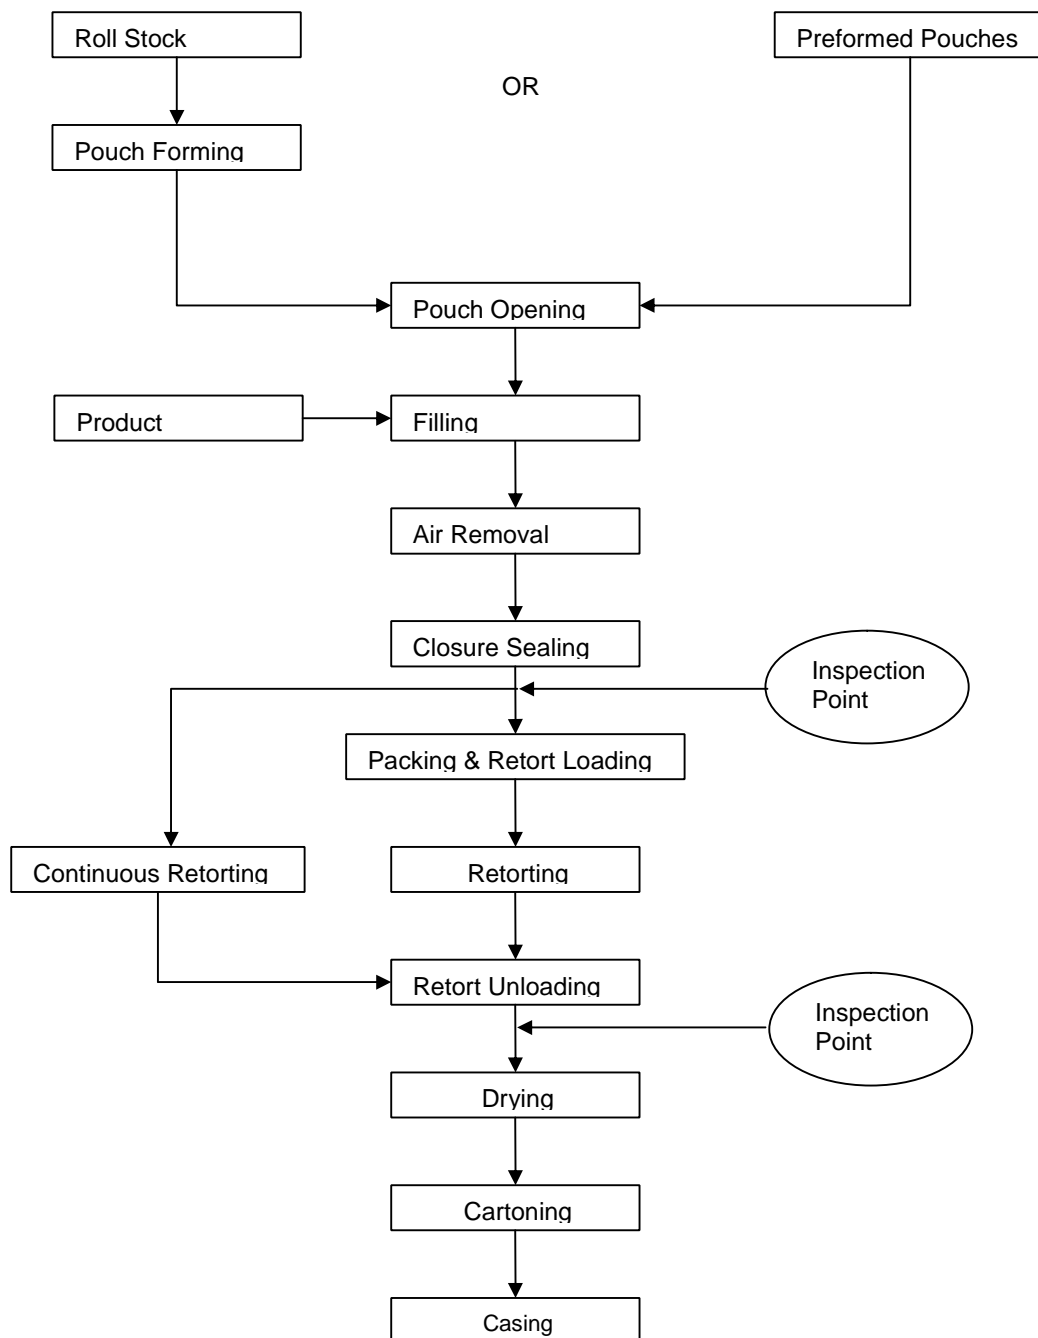 Roll Stock
Preformed Pouches
OR
Pouch Forming
Pouch Opening
Product
Filling
Air Removal
Closure Sealing
Inspection
Point
Packing & Retort Loading
Continuous Retorting
Retorting
Retort Unloading
Inspection
Point
Drying
Cartoning
Casing